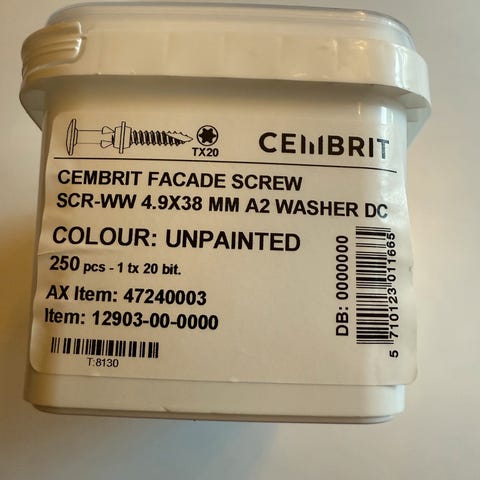 TX20
CEMBRIT
CEMBRIT FACADE SCREW
SCR-WW 4.9X38 MM A2 WASHER DC
COLOUR: UNPAINTED
250 pcs - 1 tx 20 bit.
AX Item: 47240003
Item: 12903-00-0000
T:8130
DB: 0000000
5 710123 011665